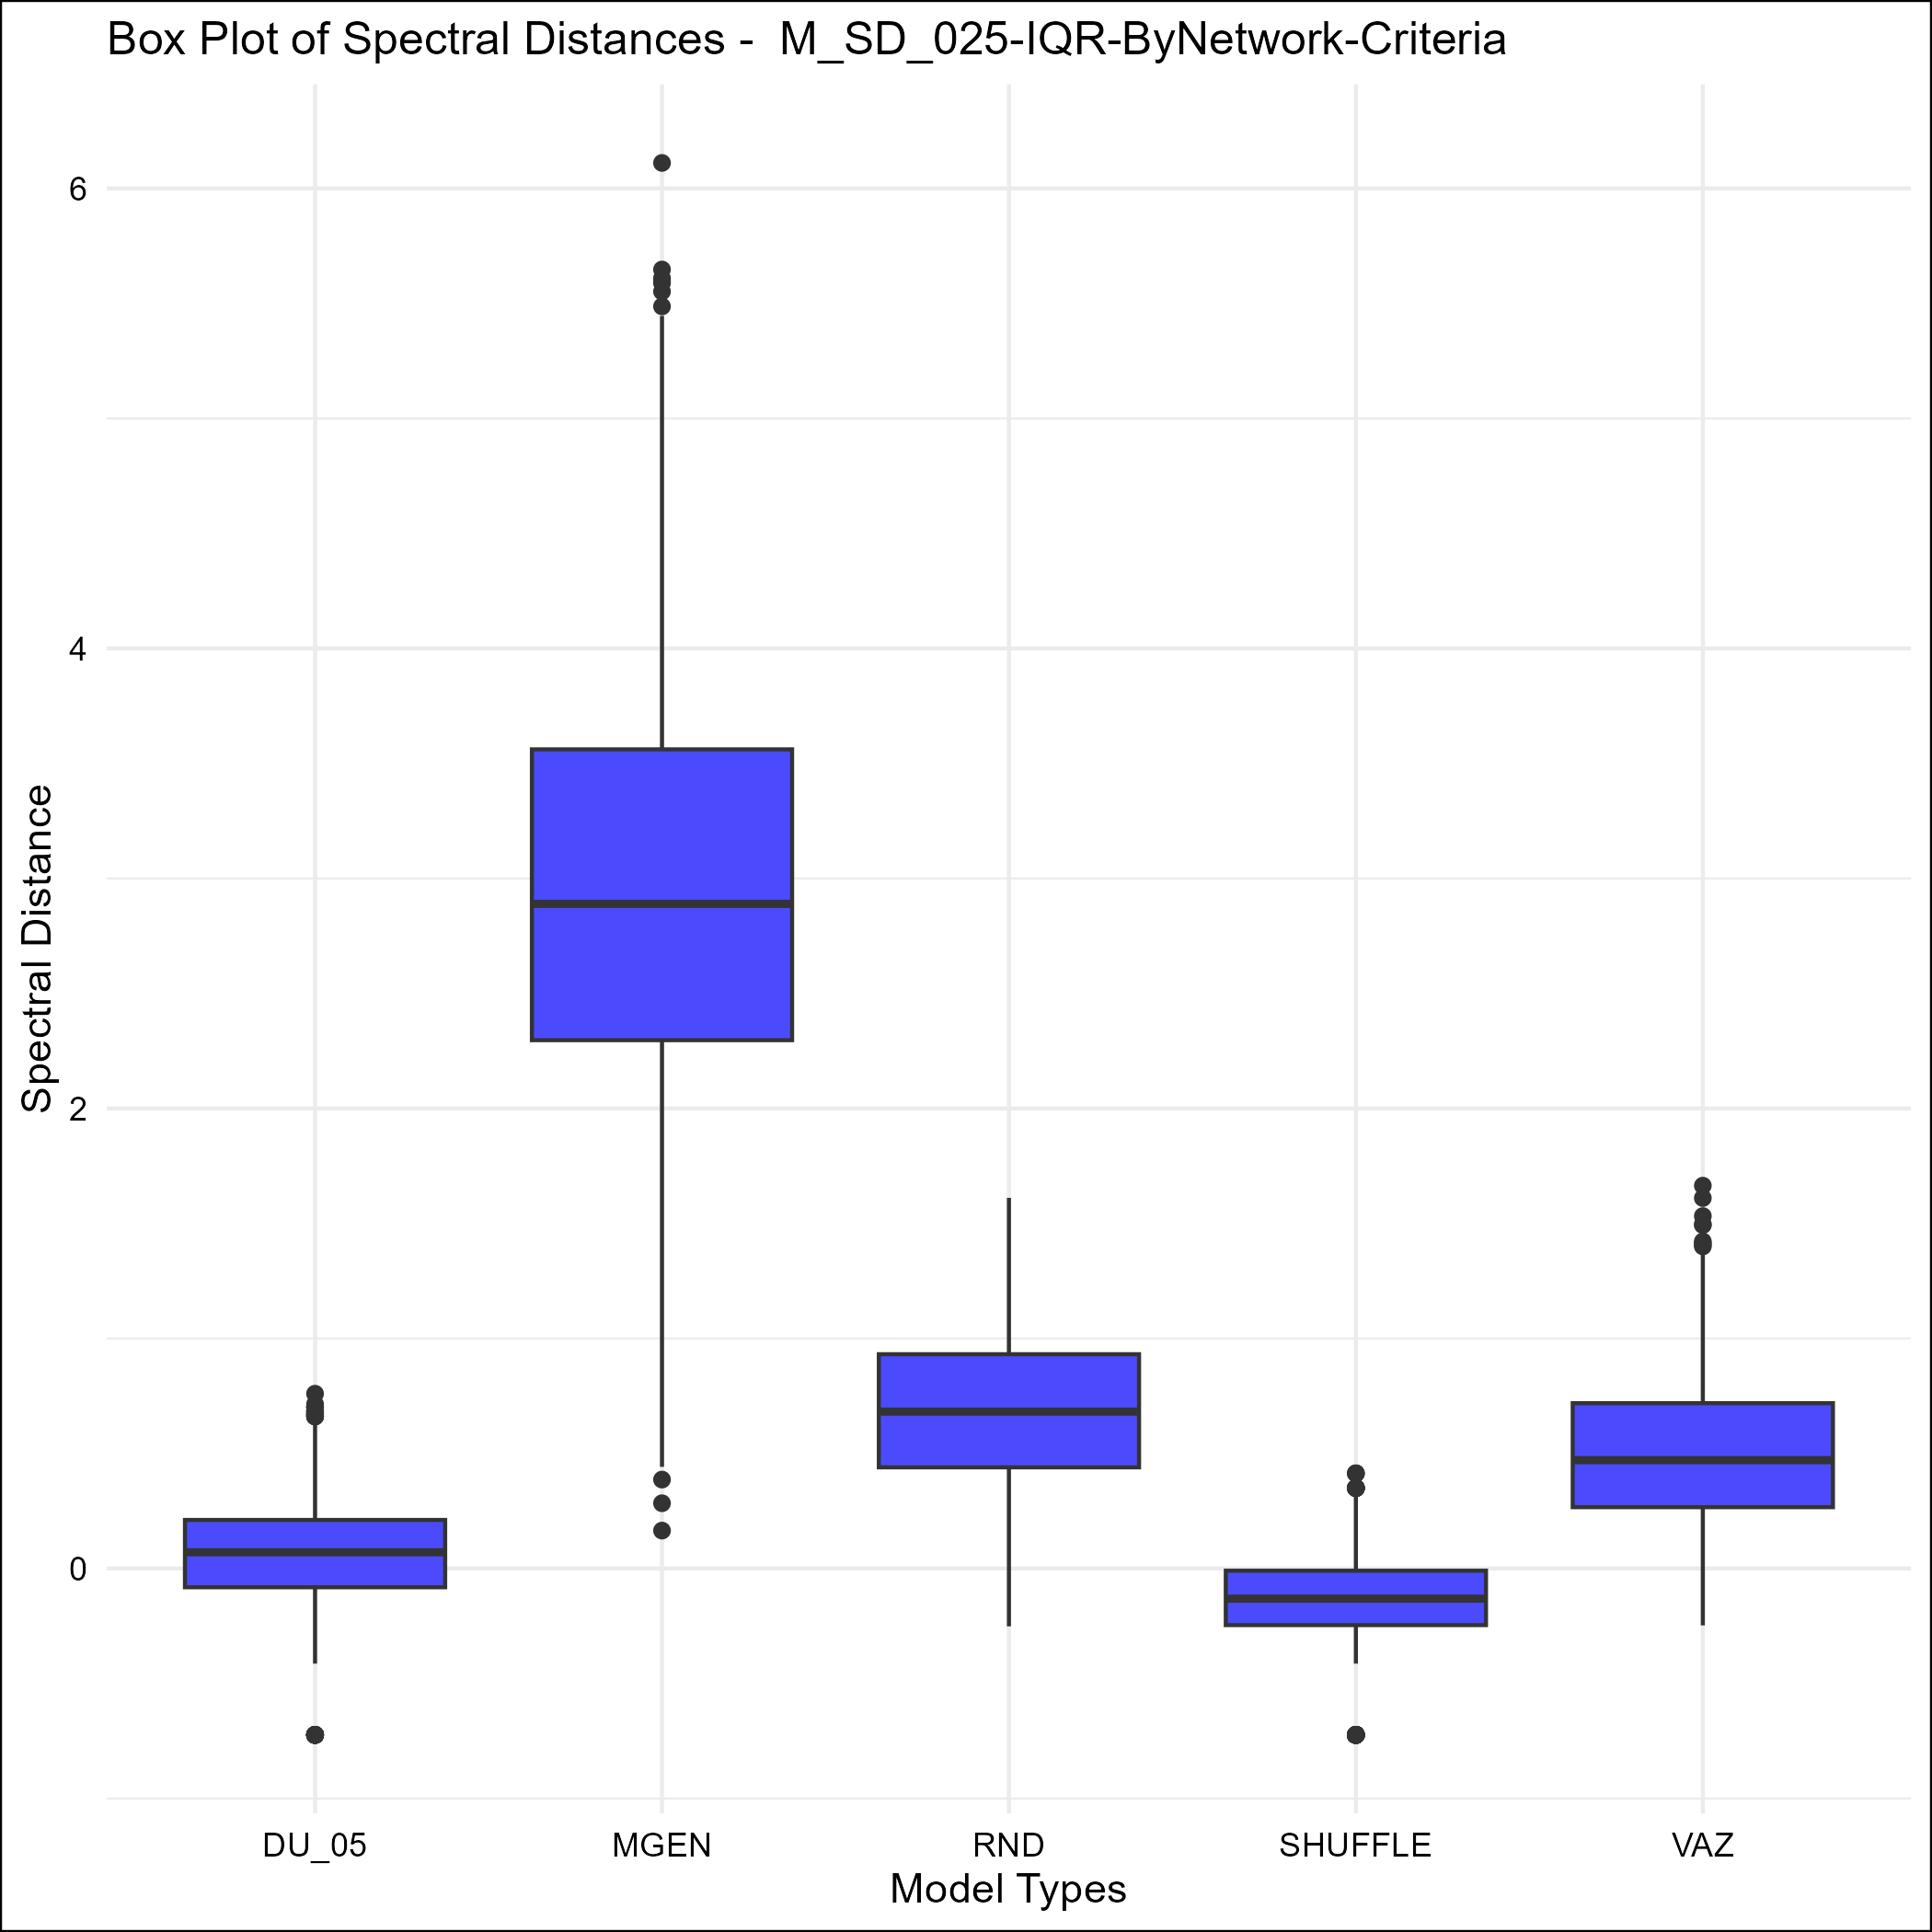 Box Plot of Spectral Distances -  M_SD_025-IQR-ByNetwork-Criteria
Spectral Distance
6
4
2
0
DU_05 MGEN RND SHUFFLE VAZ
Model Types